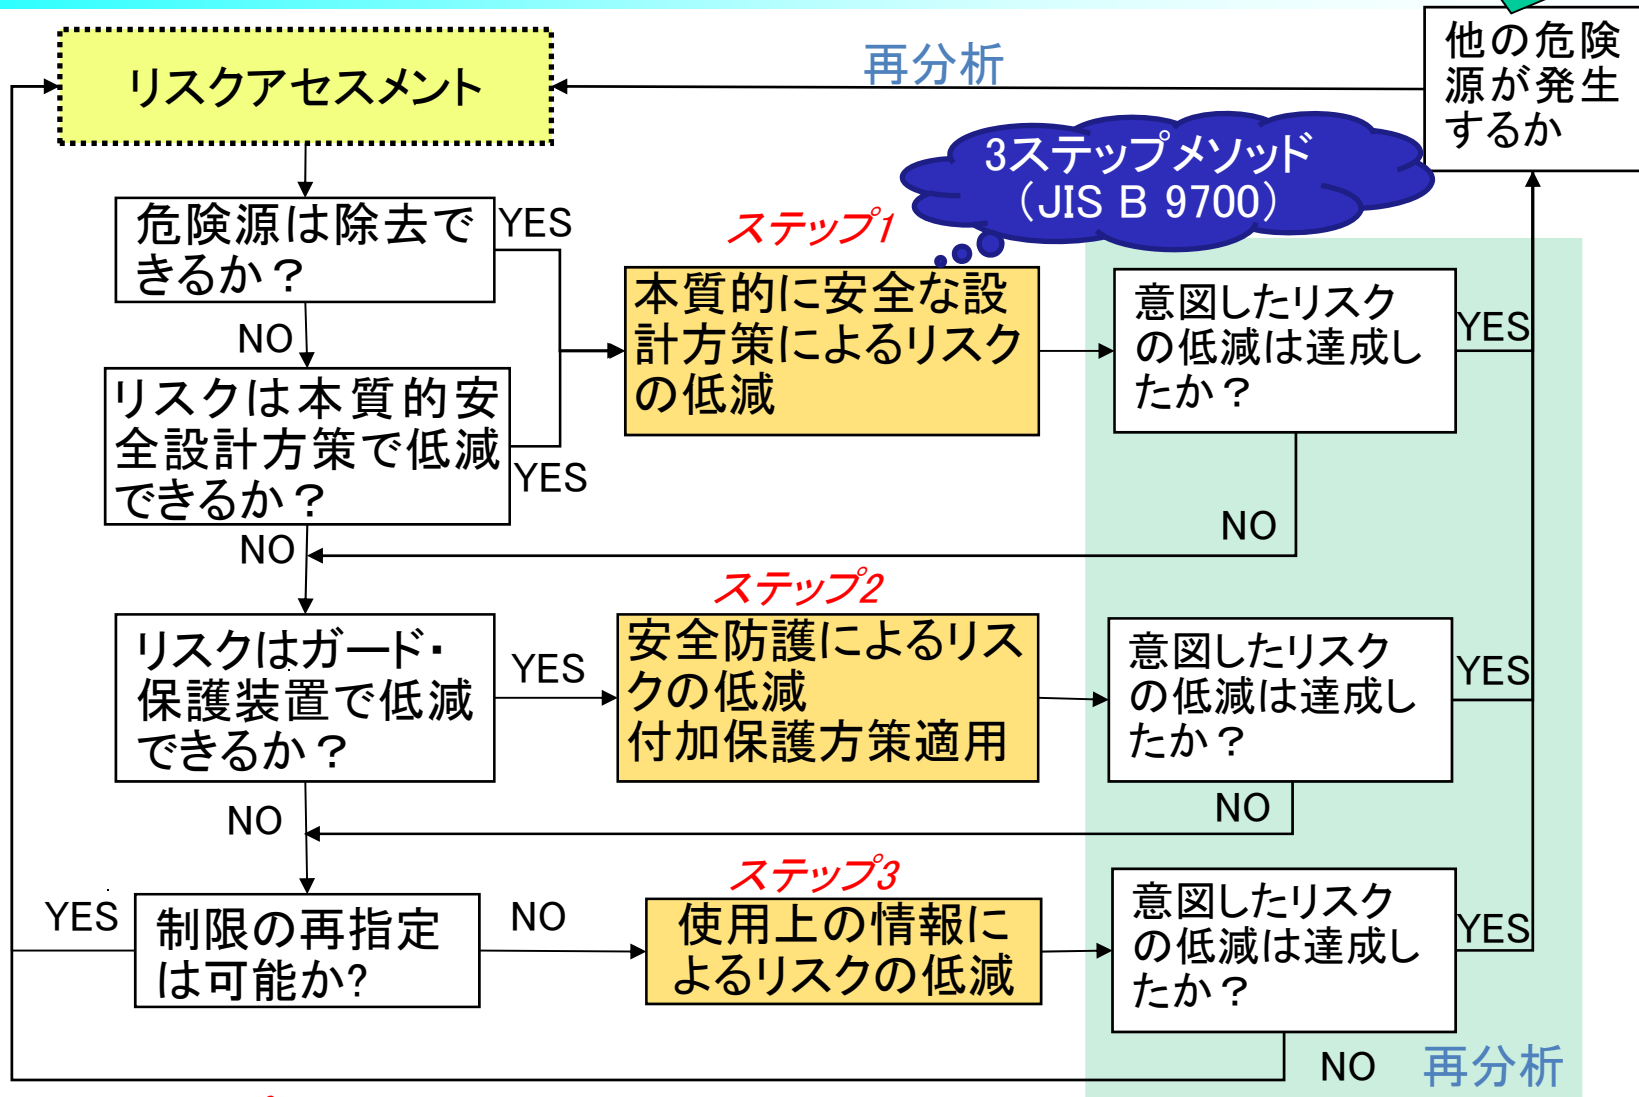 再分析
他の危険
源が発生
するか
リスクアセスメント
3ステップメソッド
（JIS B 9700）
危険源は除去で
きるか？
YES
ステップ1
本質的に安全な設
計方策によるリスク
の低減
意図したリスク
の低減は達成し
たか？
YES
NO
リスクは本質的安
全設計方策で低減
できるか？
YES
NO
NO
ステップ2
リスクはガード・
保護装置で低減
できるか？
YES
安全防護によるリス
クの低減
付加保護方策適用
意図したリスク
の低減は達成し
たか？
YES
NO
NO
ステップ3
YES
制限の再指定
は可能か?
NO
使用上の情報に
よるリスクの低減
意図したリスク
の低減は達成し
たか？
YES
NO
再分析